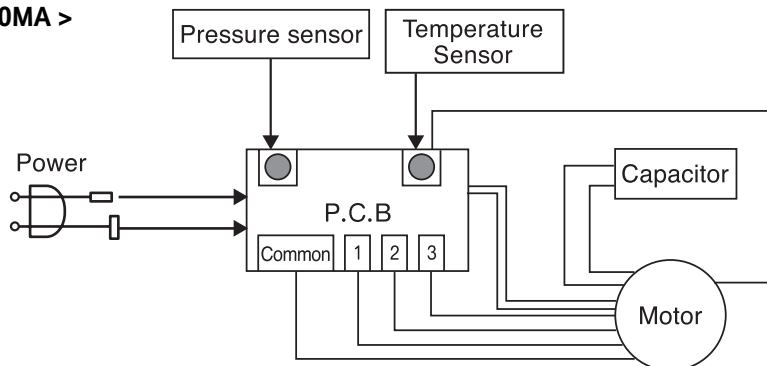 0MA >
Pressure sensor
Temperature
Sensor
Power
Capacitor
P.C.B
Common 1 2 3
Motor